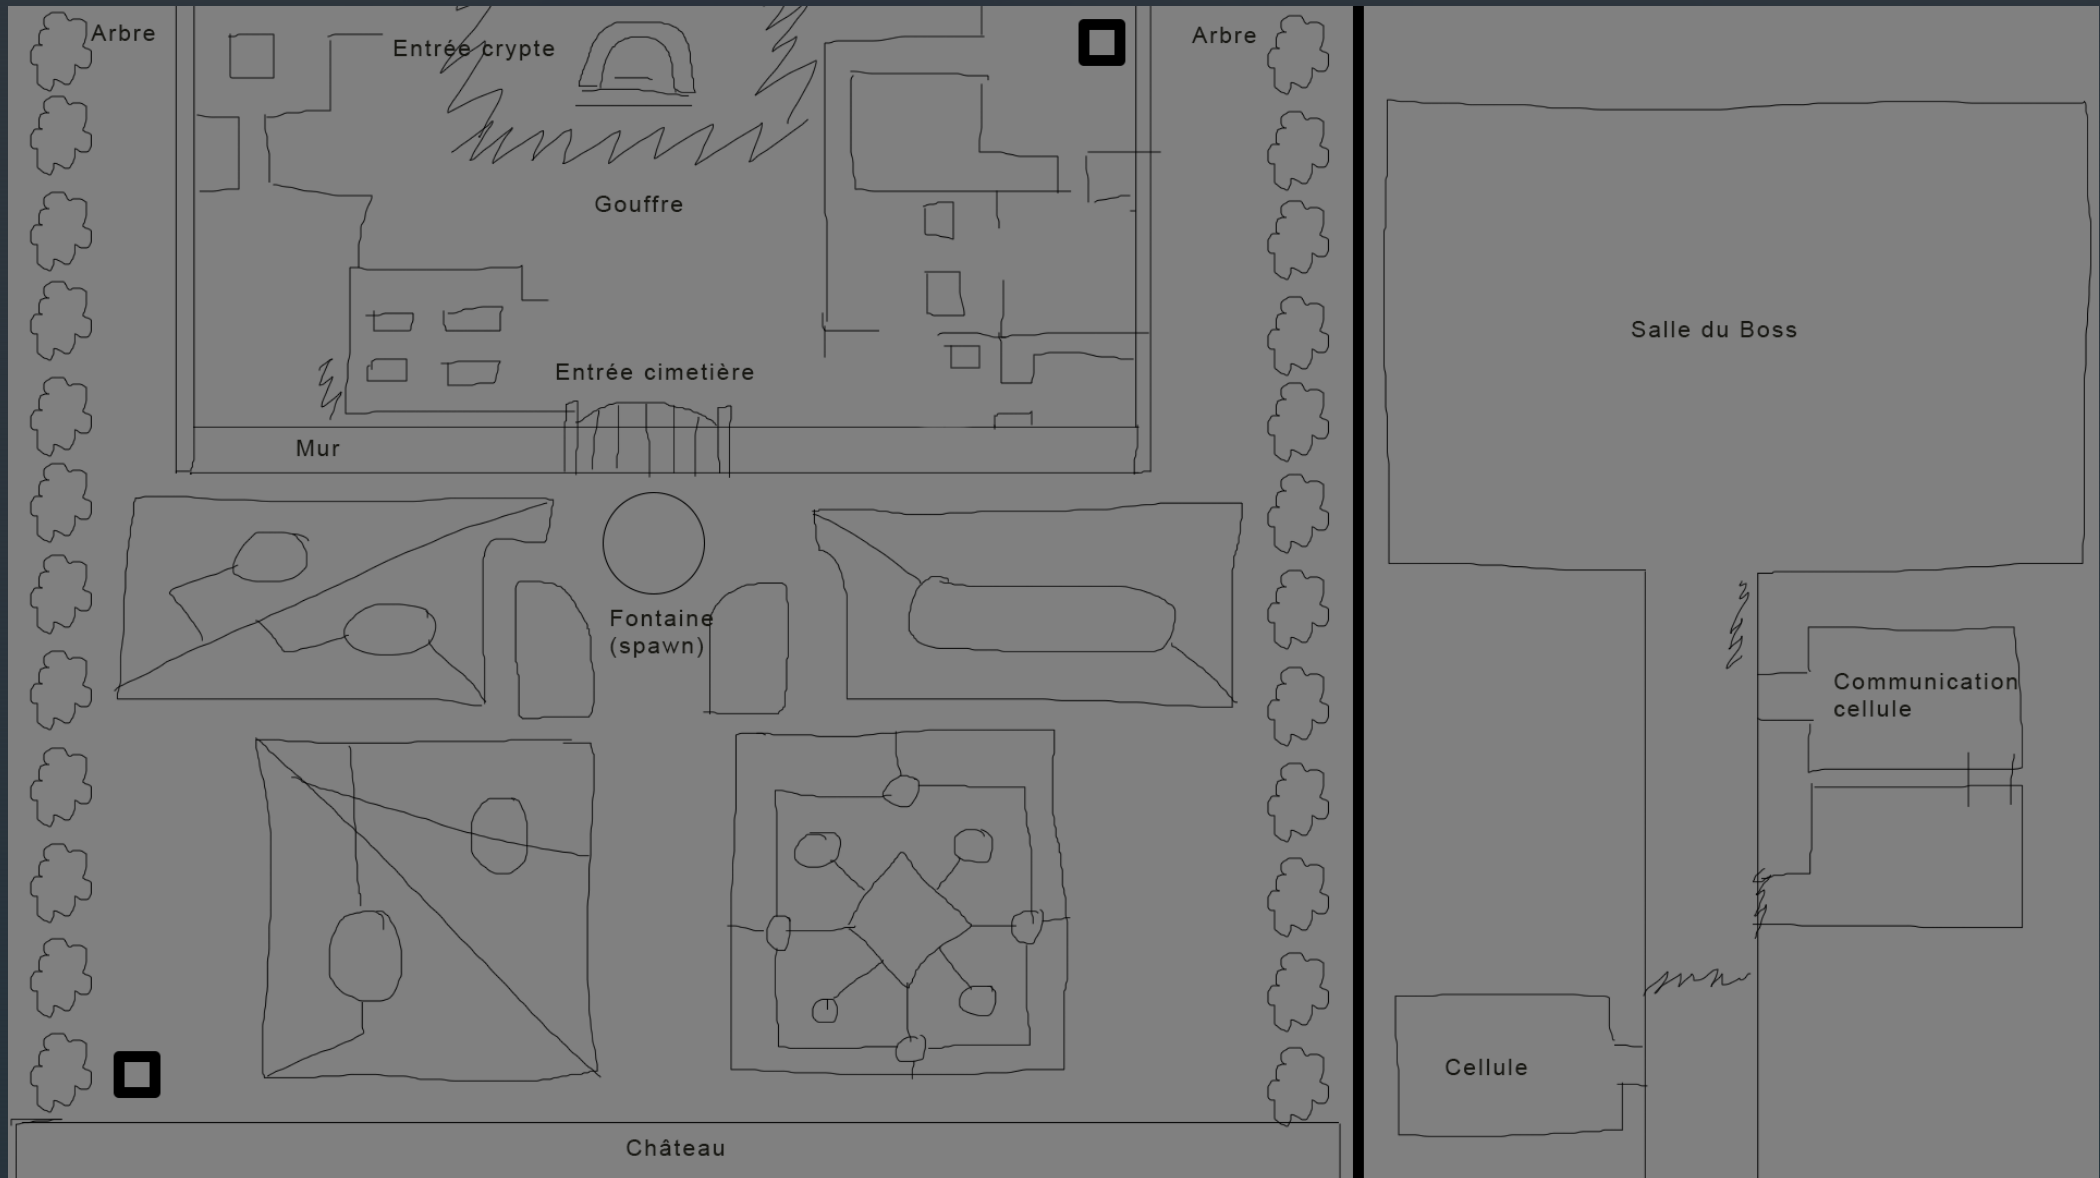 Arbre
Entrée crypte
Arbre
Gouffre
Entrée cimetière
Mur
Fontaine
(spawn)
Château
Salle du Boss
Communication
cellule
Cellule